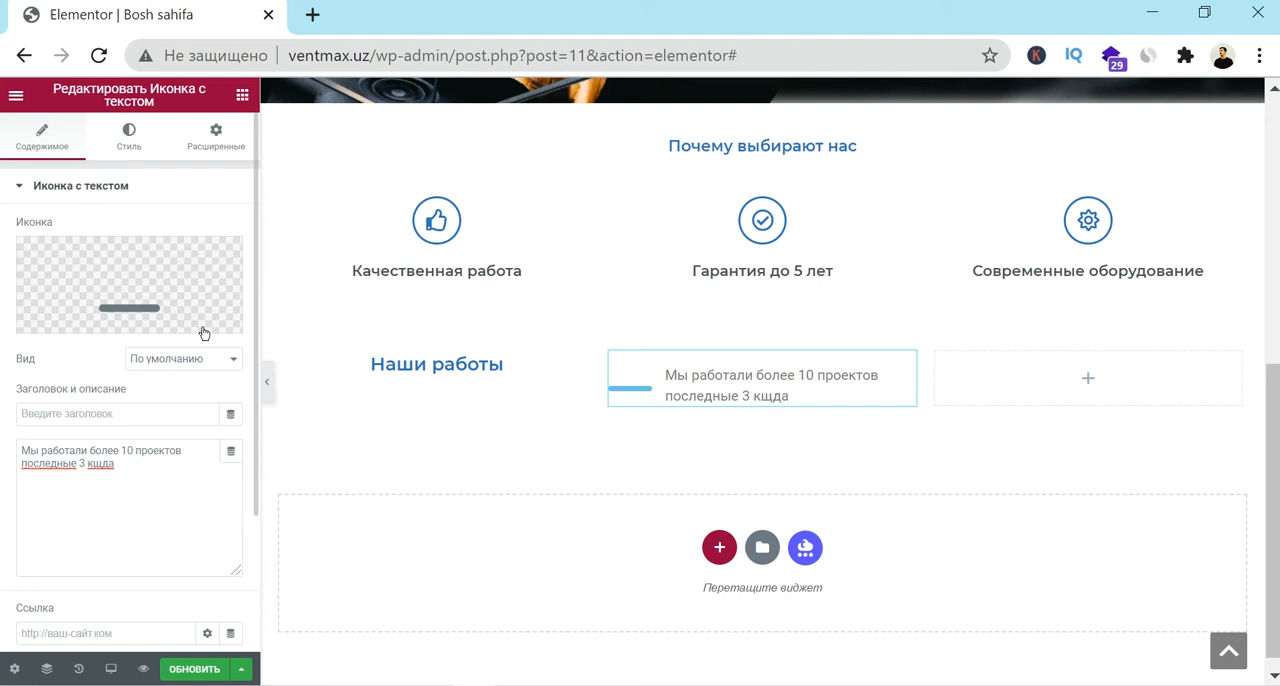 Elementor | Bosh sahifa
Не защищено
ventmax.uz/wp-admin/post.php?post=11&action=elementor#
K
IQ
29
Редактировать Иконка с
текстом
Содержимое
Стиль
Расширенные
Иконка с текстом
Иконка
Вид
По умолчанию
Заголовок и описание
Введите заголовок
Мы работали более 10 проектов
последные 3 кщда
Ссылка
http://ваш-сайт.ком
ОБНОВИТЬ
Почему выбирают нас
Качественная работа
Гарантия до 5 лет
Современные оборудование
Наши работы
Мы работали более 10 проектов
последные 3 кщда
Перетащите виджет